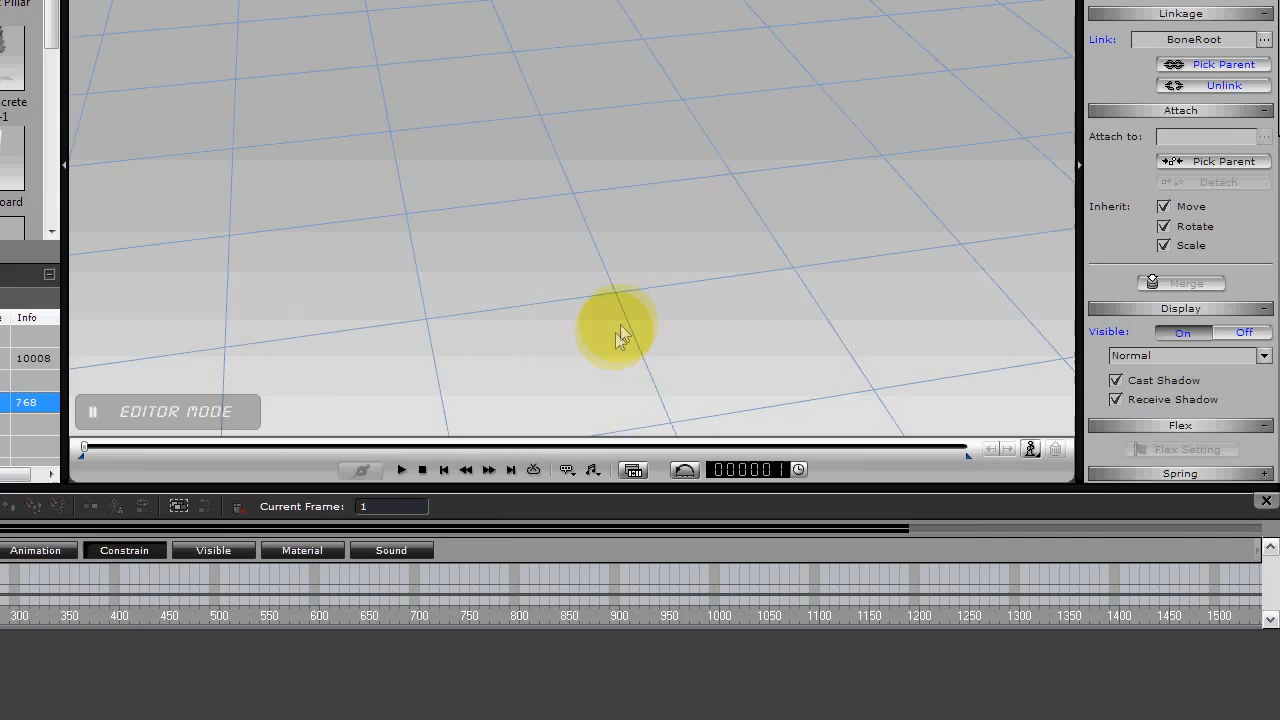 Pillar
crete
-1
oard
Info
10008
768
EDITOR MODE
000001
Linkage
Link: BoneRoot ...
Pick Parent
Unlink
Attach
Attach to: ...
Pick Parent
Detach
Inherit: Move
Rotate
Scale
Merge
Display
Visible: On Off
Normal
Cast Shadow
Receive Shadow
Flex
Flex Setting
Spring
Current Frame: 1
Animation Constrain Visible Material Sound
300 350 400 450 500 550 600 650 700 750 800 850 900 950 1000 1050 1100 1150 1200 1250 1300 1350 1400 1450 1500